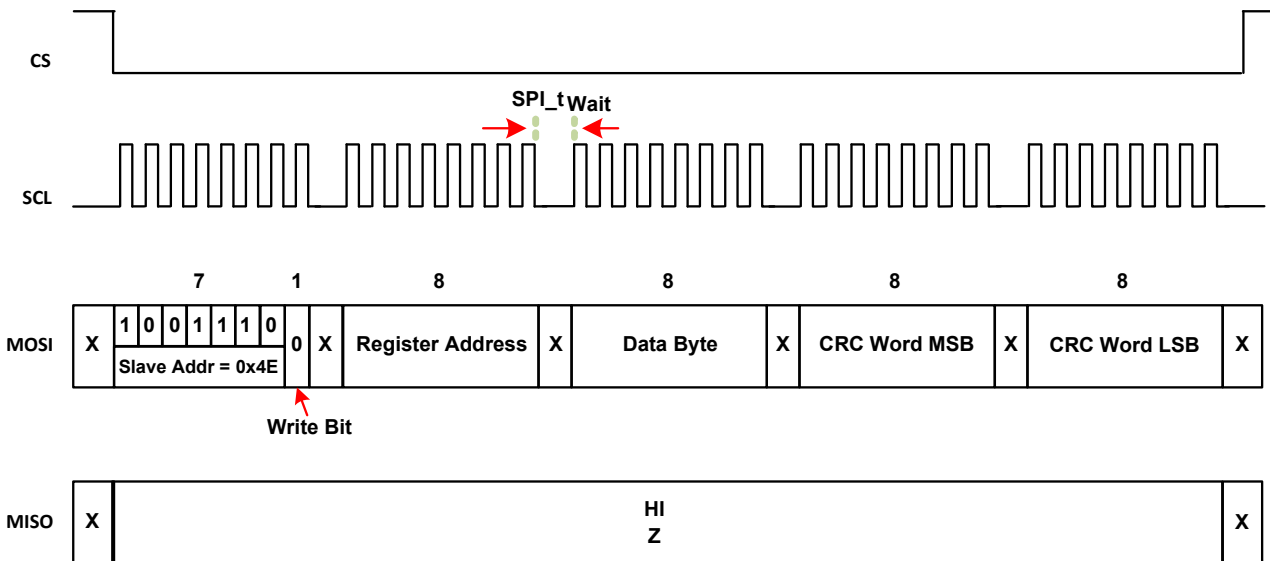 CS
SPI_t Wait
SCL
7 1 8 8 8 8
MOSI X 1 0 0 1 1 1 0 0 X Register Address X Data Byte X CRC Word MSB X CRC Word LSB X
Slave Addr = 0x4E
Write Bit
MISO X HI X
Z